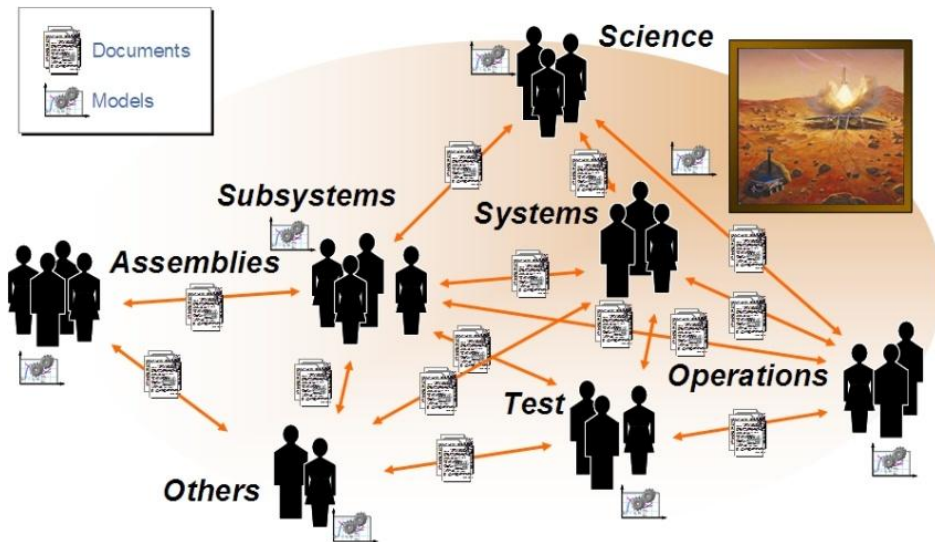 Documents
Models
Science
Subsystems
Systems
Assemblies
Operations
Test
Others